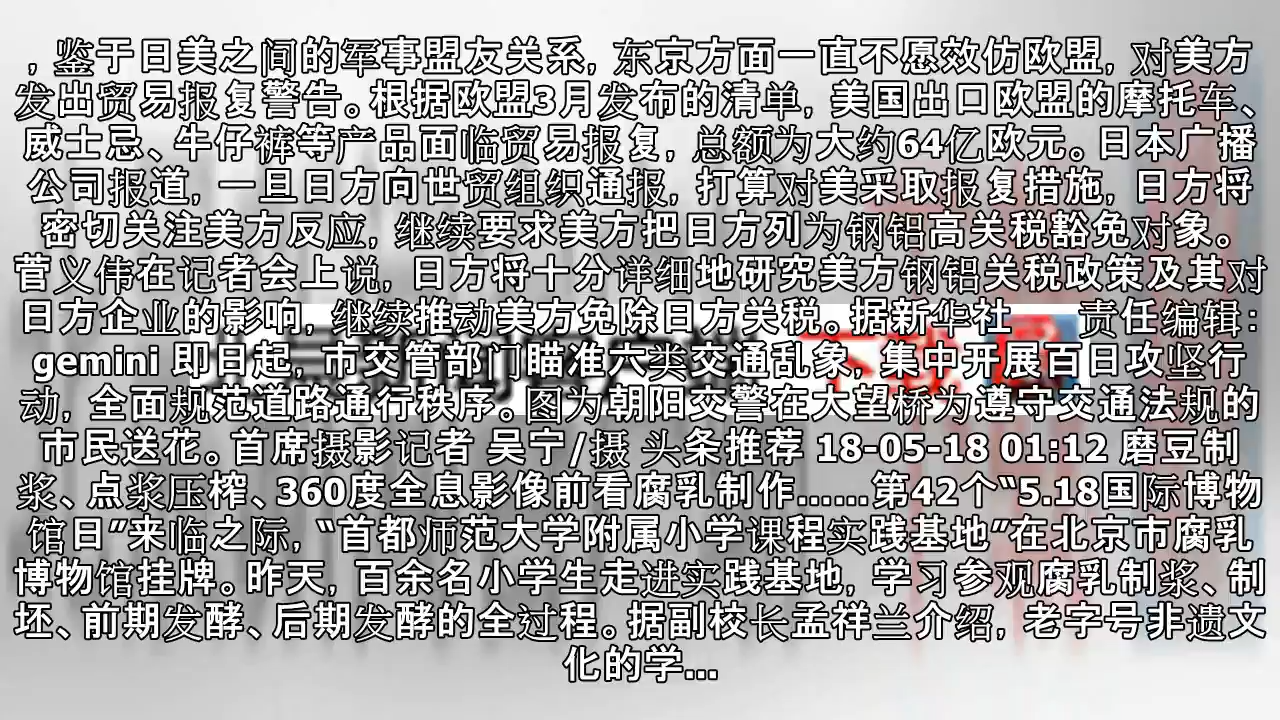 , 鉴于日美之间的军事盟友关系, 东京方面一直不愿效仿欧盟, 对美方
发出贸易报复警告。根据欧盟3月发布的清单, 美国出口欧盟的摩托车、
威士忌、牛仔裤等产品面临贸易报复, 总额为大约64亿欧元。日本广播
公司报道, 一旦日方向世贸组织通报, 打算对美采取报复措施, 日方将
密切关注美方反应, 继续要求美方把日方列为钢铝高关税豁免对象。
菅义伟在记者会上说, 日方将十分详细地研究美方钢铝关税政策及其对
日方企业的影响, 继续推动美方免除日方关税。据新华社 责任编辑：
gemini 即日起, 市交管部门瞄准六类交通乱象, 集中开展百日攻坚行
动, 全面规范道路通行秩序。图为朝阳交警在大望桥为遵守交通法规的
市民送花。首席摄影记者 吴宁/摄 头条推荐 18-05-18 01:12 磨豆制
浆、点浆压榨、360度全息影像前看腐乳制作……第42个“5.18国际博物
馆日”来临之际, “首都师范大学附属小学课程实践基地”在北京市腐乳
博物馆挂牌。昨天, 百余名小学生走进实践基地, 学习参观腐乳制浆、制
坯、前期发酵、后期发酵的全过程。据副校长孟祥兰介绍, 老字号非遗文
化的学...